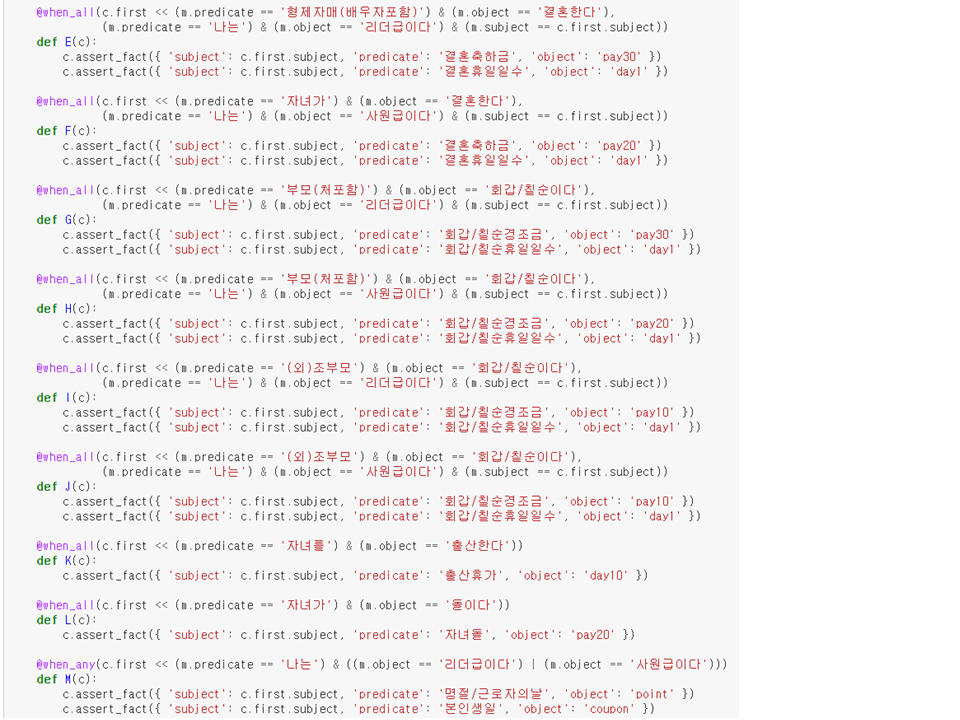 @when_all(c.first << (m.predicate == '형제자매(배우자포함)') & (m.object == '결혼한다'),
(m.predicate == '나는') & (m.object == '리더급이다') & (m.subject == c.first.subject))
def E(c):
c.assert_fact({ 'subject': c.first.subject, 'predicate': '결혼축하금', 'object': 'pay30' })
c.assert_fact({ 'subject': c.first.subject, 'predicate': '결혼휴일일수', 'object': 'day1' })
@when_all(c.first << (m.predicate == '자녀가') & (m.object == '결혼한다'),
(m.predicate == '나는') & (m.object == '사원급이다') & (m.subject == c.first.subject))
def F(c):
c.assert_fact({ 'subject': c.first.subject, 'predicate': '결혼축하금', 'object': 'pay20' })
c.assert_fact({ 'subject': c.first.subject, 'predicate': '결혼휴일일수', 'object': 'day1' })
@when_all(c.first << (m.predicate == '부모(처포함)') & (m.object == '회갑/칠순이다'),
(m.predicate == '나는') & (m.object == '리더급이다') & (m.subject == c.first.subject))
def G(c):
c.assert_fact({ 'subject': c.first.subject, 'predicate': '회갑/칠순경조금', 'object': 'pay30' })
c.assert_fact({ 'subject': c.first.subject, 'predicate': '회갑/칠순휴일일수', 'object': 'day1' })
@when_all(c.first << (m.predicate == '부모(처포함)') & (m.object == '회갑/칠순이다'),
(m.predicate == '나는') & (m.object == '사원급이다') & (m.subject == c.first.subject))
def H(c):
c.assert_fact({ 'subject': c.first.subject, 'predicate': '회갑/칠순경조금', 'object': 'pay20' })
c.assert_fact({ 'subject': c.first.subject, 'predicate': '회갑/칠순휴일일수', 'object': 'day1' })
@when_all(c.first << (m.predicate == '(외)조부모') & (m.object == '회갑/칠순이다'),
(m.predicate == '나는') & (m.object == '리더급이다') & (m.subject == c.first.subject))
def I(c):
c.assert_fact({ 'subject': c.first.subject, 'predicate': '회갑/칠순경조금', 'object': 'pay10' })
c.assert_fact({ 'subject': c.first.subject, 'predicate': '회갑/칠순휴일일수', 'object': 'day1' })
@when_all(c.first << (m.predicate == '(외)조부모') & (m.object == '회갑/칠순이다'),
(m.predicate == '나는') & (m.object == '사원급이다') & (m.subject == c.first.subject))
def J(c):
c.assert_fact({ 'subject': c.first.subject, 'predicate': '회갑/칠순경조금', 'object': 'pay10' })
c.assert_fact({ 'subject': c.first.subject, 'predicate': '회갑/칠순휴일일수', 'object': 'day1' })
@when_all(c.first << (m.predicate == '자녀를') & (m.object == '출산한다'))
def K(c):
c.assert_fact({ 'subject': c.first.subject, 'predicate': '출산휴가', 'object': 'day10' })
@when_all(c.first << (m.predicate == '자녀가') & (m.object == '돌이다'))
def L(c):
c.assert_fact({ 'subject': c.first.subject, 'predicate': '자녀돌', 'object': 'pay20' })
@when_any(c.first << (m.predicate == '나는') & ((m.object == '리더급이다') | (m.object == '사원급이다')))
def M(c):
c.assert_fact({ 'subject': c.first.subject, 'predicate': '명절/근로자의날', 'object': 'point' })
c.assert_fact({ 'subject': c.first.subject, 'predicate': '본인생일', 'object': 'coupon' })